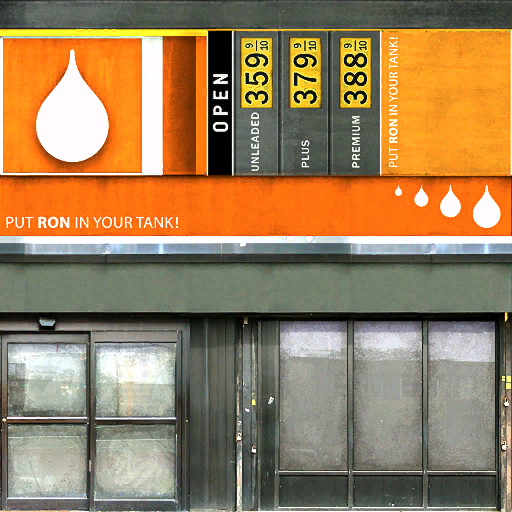 OPEN
UNLEADED 359 9/10
PLUS 379 9/10
PREMIUM 388 9/10
PUT RON IN YOUR TANK!
PUT RON IN YOUR TANK!